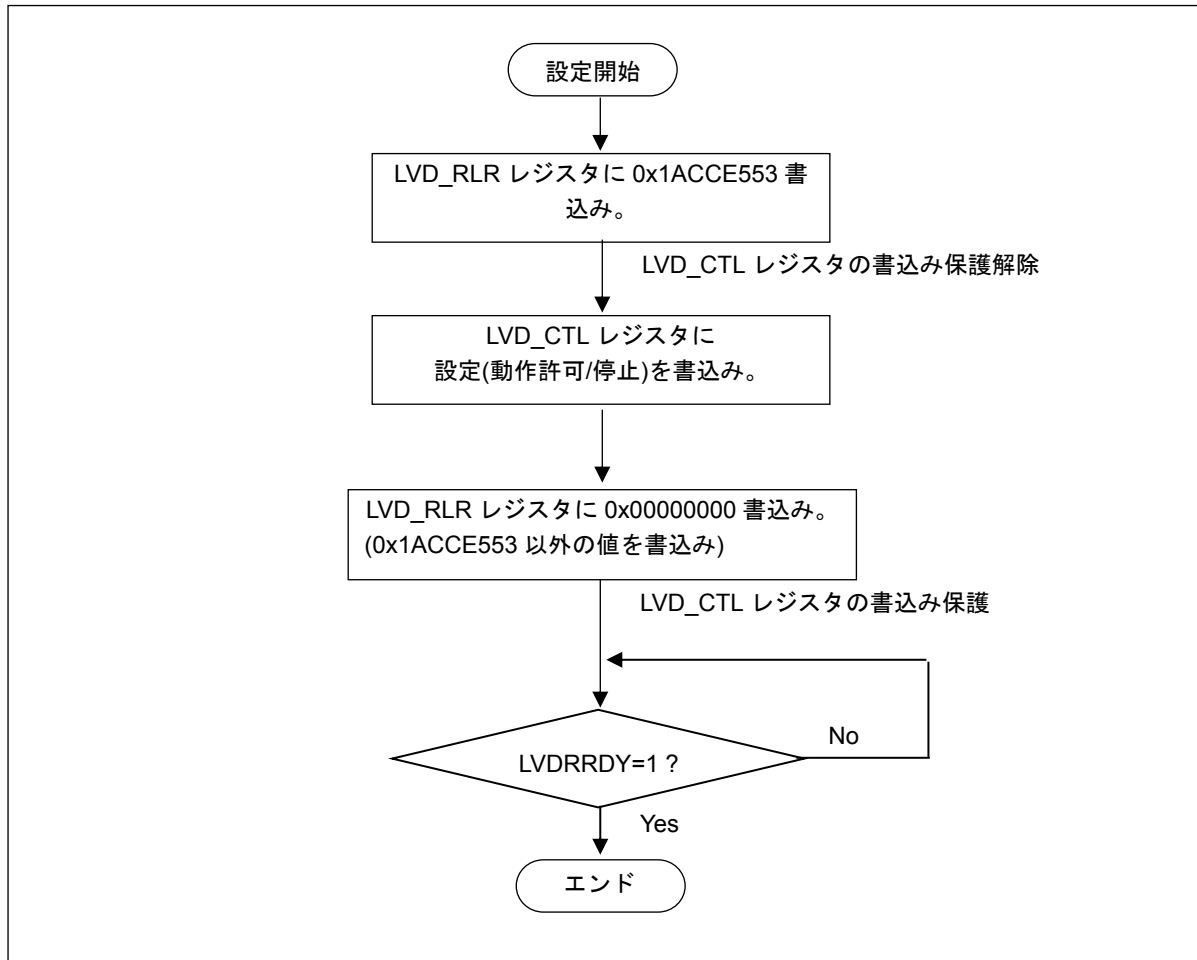 設定開始
LVD_RLR レジスタに 0x1ACCE553 書
込み。
LVD_CTL レジスタの書込み保護解除
LVD_CTL レジスタに
設定(動作許可/停止)を書込み。
LVD_RLR レジスタに 0x00000000 書込み。
(0x1ACCE553 以外の値を書込み)
LVD_CTL レジスタの書込み保護
LVDRRDY=1 ?
No
Yes
エンド